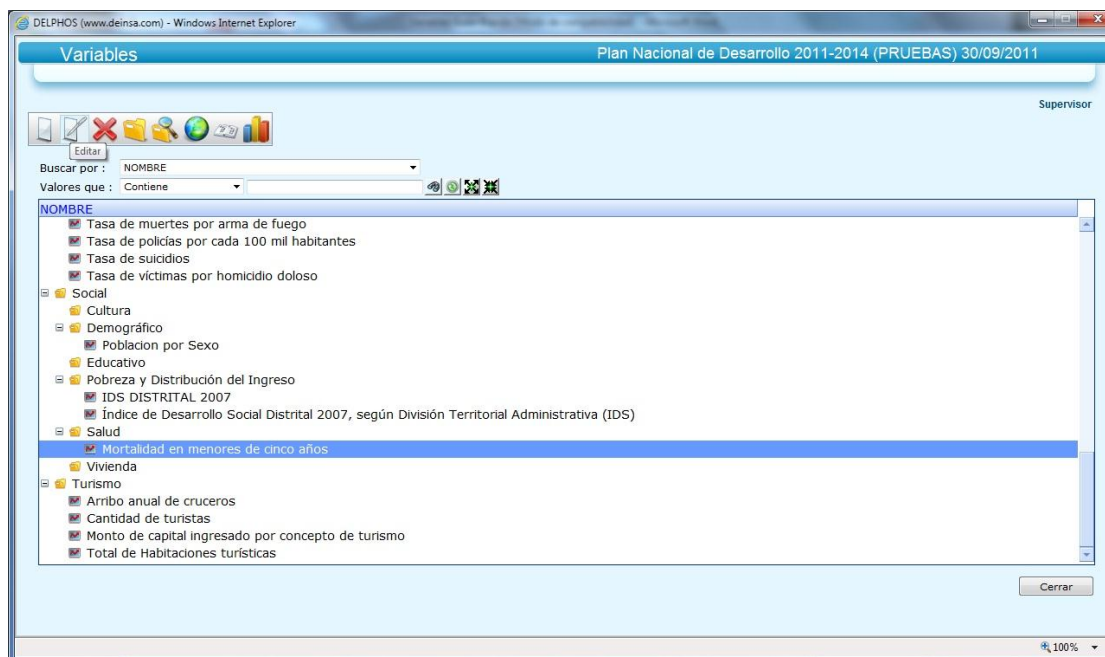 DELPHOS (www.deinsa.com) - Windows Internet Explorer
Variables
Plan Nacional de Desarrollo 2011-2014 (PRUEBAS) 30/09/2011
Supervisor
Editar
Buscar por : NOMBRE
Valores que : Contiene
NOMBRE
Tasa de muertes por arma de fuego
Tasa de policías por cada 100 mil habitantes
Tasa de suicidios
Tasa de víctimas por homicidio doloso
Social
Cultura
Demográfico
Poblacion por Sexo
Educativo
Pobreza y Distribución del Ingreso
IDS DISTRITAL 2007
Índice de Desarrollo Social Distrital 2007, según División Territorial Administrativa (IDS)
Salud
Mortalidad en menores de cinco años
Vivienda
Turismo
Arribo anual de cruceros
Cantidad de turistas
Monto de capital ingresado por concepto de turismo
Total de Habitaciones turísticas
Cerrar
100%